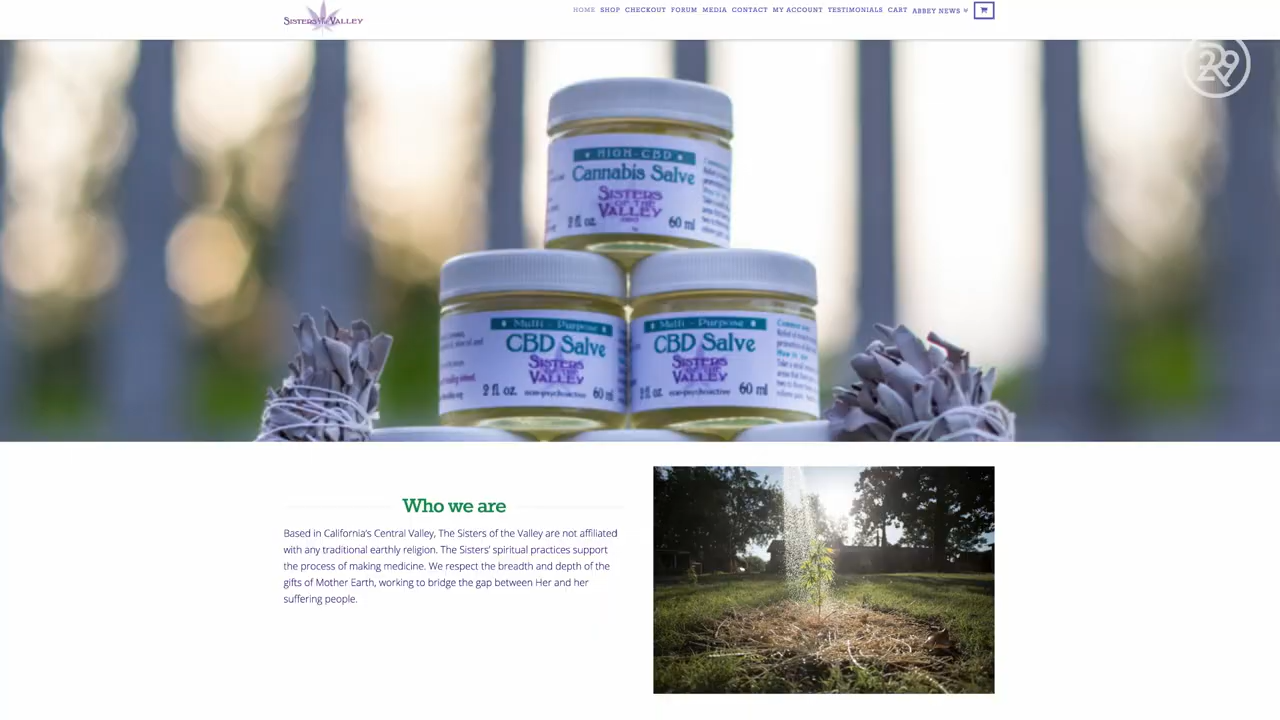 SISTERS OF THE VALLEY
HOME SHOP CHECKOUT FORUM MEDIA CONTACT MY ACCOUNT TESTIMONIALS CART ABBEY NEWS
R29
HIGH-CBD
Cannabis Salve
SISTERS
OF THE
VALLEY
2 fl. oz. 60 ml
Multi-Purpose
CBD Salve
SISTERS
OF THE
VALLEY
2 fl. oz. non-psychoactive 60 ml
Multi-Purpose
CBD Salve
SISTERS
OF THE
VALLEY
2 fl. oz. non-psychoactive 60 ml
Who we are
Based in California's Central Valley, The Sisters of the Valley are not affiliated
with any traditional earthly religion. The Sisters' spiritual practices support
the process of making medicine. We respect the breadth and depth of the
gifts of Mother Earth, working to bridge the gap between Her and her
suffering people.